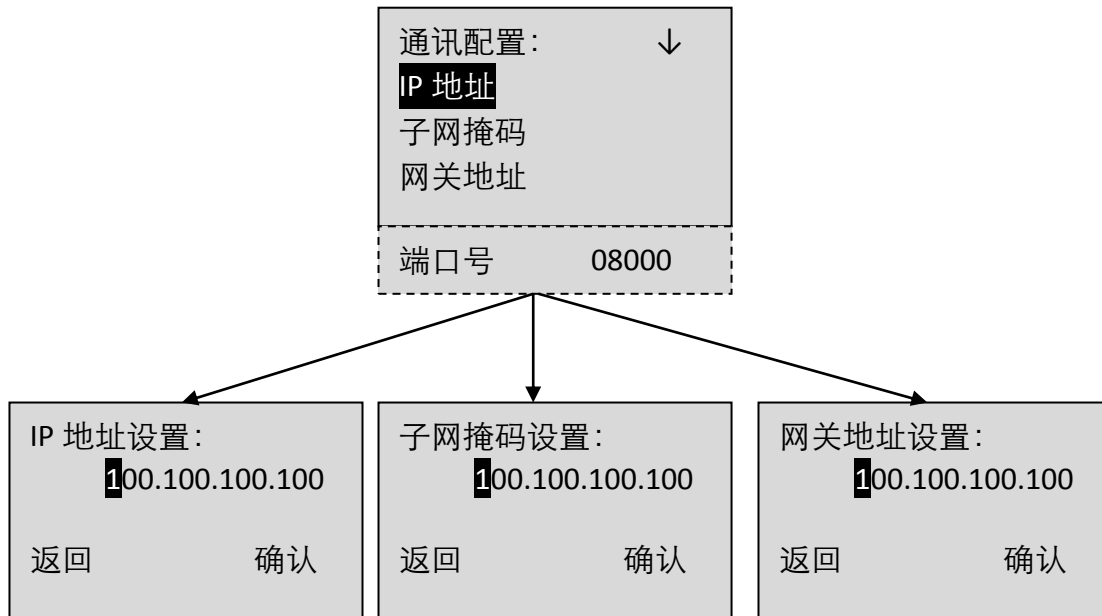 通讯配置： ↓
IP 地址
子网掩码
网关地址
端口号 08000
IP 地址设置：
100.100.100.100
返回 确认
子网掩码设置：
100.100.100.100
返回 确认
网关地址设置：
100.100.100.100
返回 确认